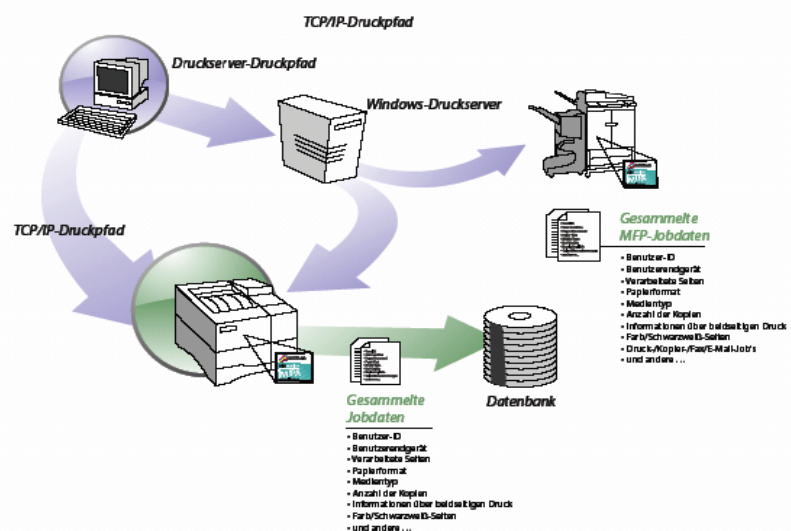 TCP/IP-Druckpfad
Druckserver-Druckpfad
Windows-Druckserver
TCP/IP-Druckpfad
Gesammelte
MFP-Jobdaten
• Benutzer-ID
• Benutzerendgerät
• Verarbeitete Seiten
• Papierformat
• Medientyp
• Anzahl der Kopien
• Informationen über beidseitigen Druck
• Farb/Schwarzweiß-Seiten
• Druck-/Kopier-/Fax/E-Mail-Job's
• und andere ...
Datenbank
Gesammelte
Jobdaten
• Benutzer-ID
• Benutzerendgerät
• Verarbeitete Seiten
• Papierformat
• Medientyp
• Anzahl der Kopien
• Informationen über beidseitigen Druck
• Farb/Schwarzweiß-Seiten
• und andere ...